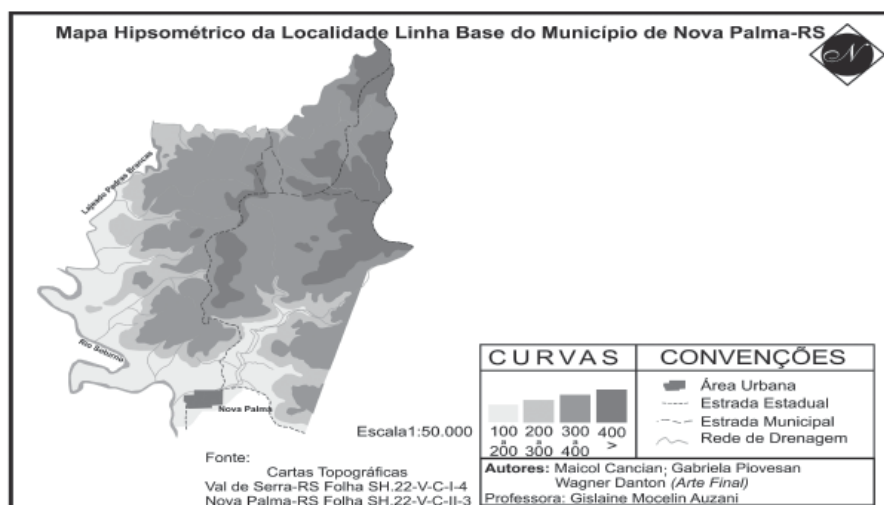 Mapa Hipsométrico da Localidade Linha Base do Município de Nova Palma-RS
N
Lajeado Pedras Brancas
Rio Soturno
Nova Palma
Escala1:50.000
Fonte:
Cartas Topográficas
Val de Serra-RS Folha SH.22-V-C-I-4
Nova Palma-RS Folha SH.22-V-C-II-3
CURVAS
100 200 300 400
a a a >
200 300 400
CONVENÇÕES
Área Urbana
Estrada Estadual
Estrada Municipal
Rede de Drenagem
Autores: Maicol Cancian; Gabriela Piovesan
Wagner Danton (Arte Final)
Professora: Gislaine Mocelin Auzani